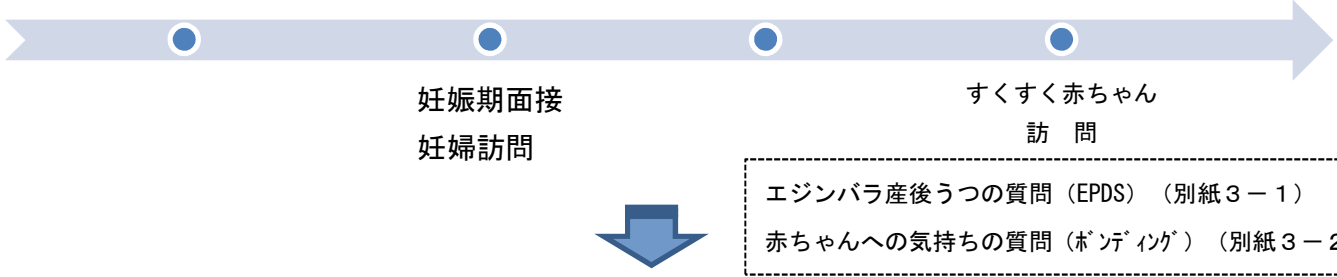 妊娠期面接
妊婦訪問
すくすく赤ちゃん
訪　問
エジンバラ産後うつの質問（EPDS）（別紙３－１）
赤ちゃんへの気持ちの質問（ﾎﾞﾝﾃﾞｨﾝｸﾞ）（別紙３－２